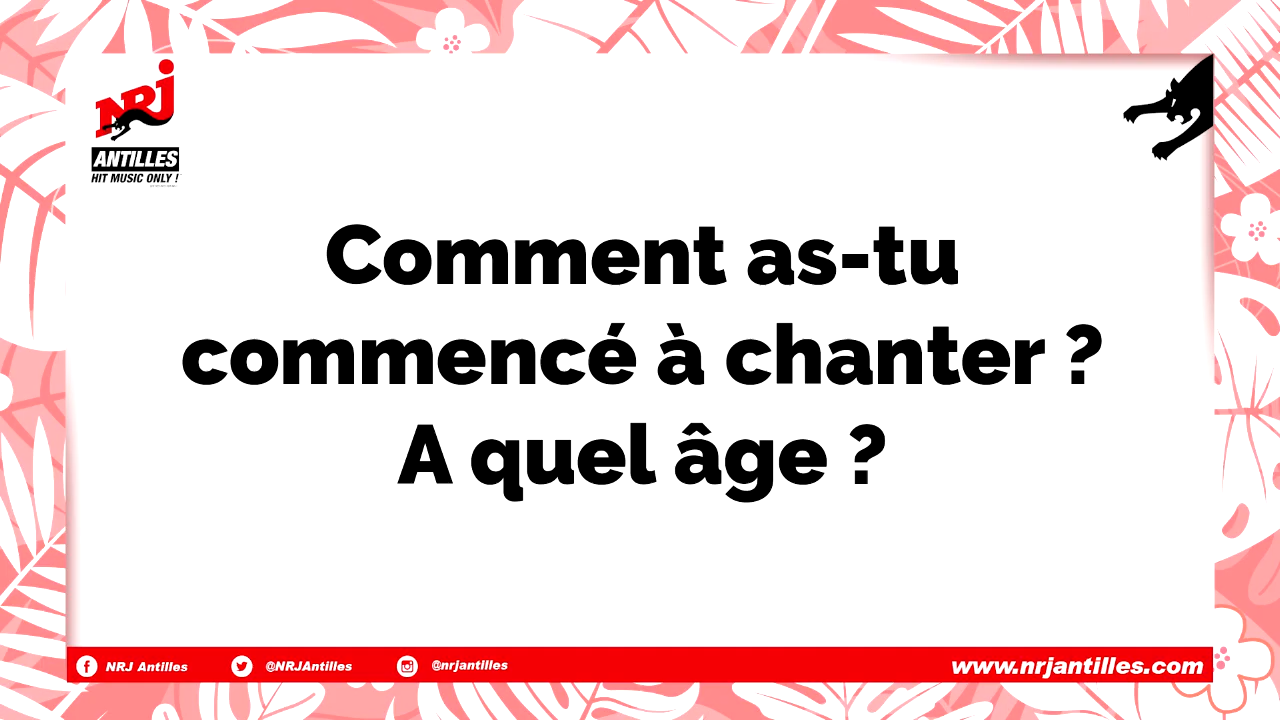 NRJ
ANTILLES
HIT MUSIC ONLY !
Comment as-tu
commencé à chanter ?
A quel âge ?
NRJ Antilles
@NRJAntilles
@nrjantilles
www.nrjantilles.com